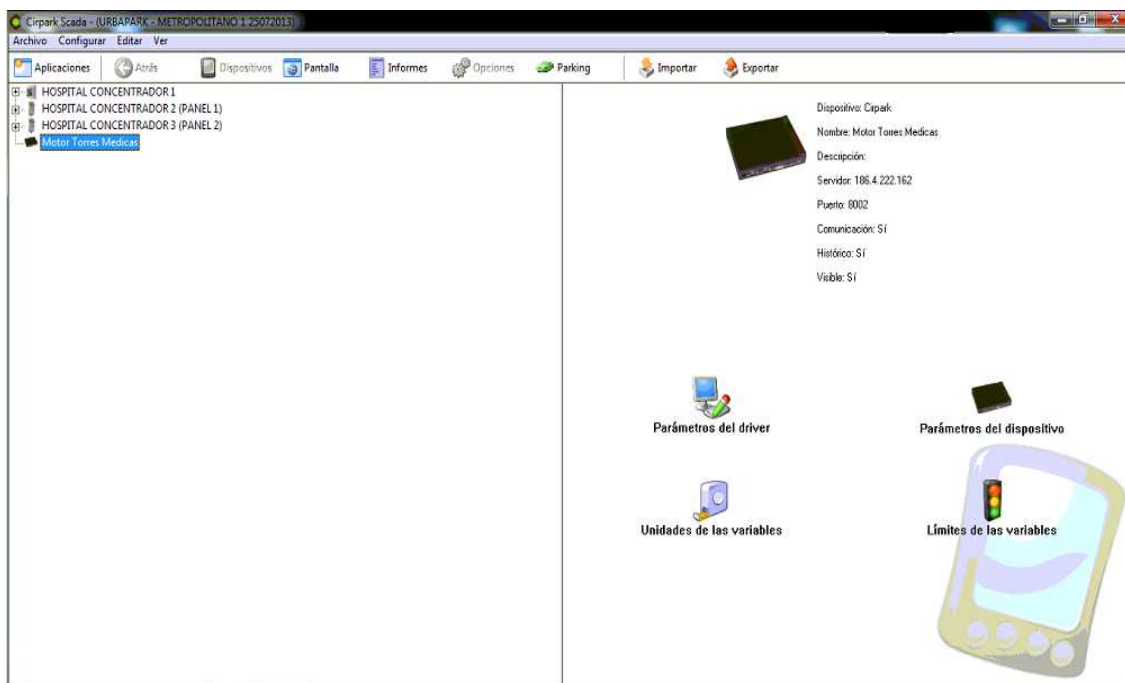 Cirpark Scada - (URBAPARK - METROPOLITANO 1 25072013)
Archivo Configurar Editar Ver
Aplicaciones Atrás Dispositivos Pantalla Informes Opciones Parking Importar Exportar
HOSPITAL CONCENTRADOR 1
HOSPITAL CONCENTRADOR 2 (PANEL 1)
HOSPITAL CONCENTRADOR 3 (PANEL 2)
Motor Torres Medicas
Dispositivo: Cirpark
Nombre: Motor Torres Medicas
Descripción:
Servidor: 186.4.222.162
Puerto: 8002
Comunicación: Sí
Histórico: Sí
Visible: Sí
Parámetros del driver
Parámetros del dispositivo
Unidades de las variables
Límites de las variables